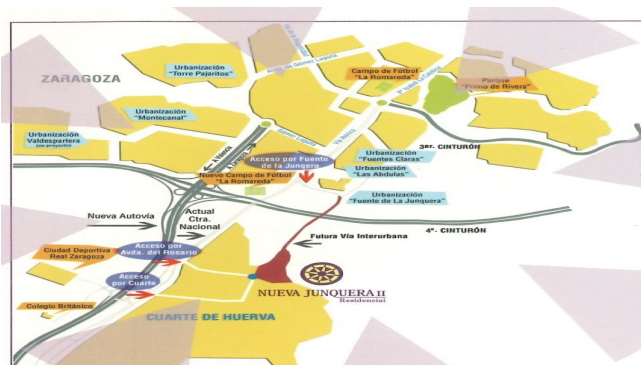 ZARAGOZA
Urbanización
"Torre Pajaritos"
Urbanización
"Montecanal"
Urbanización
Valdespartera
Campo de Fútbol
"La Romareda"
Parque
3er. CINTURÓN
Vía Ibérica
Acceso por Fuente
de la Junquera
Nuevo Campo de Fútbol
"La Romareda"
Urbanización
"Fuentes Claras"
Urbanización
"Las Abdulas"
Urbanización
"Fuente de La Junquera"
Nueva Autovía
Actual
Ctra.
Nacional
4º. CINTURÓN
Futura Vía Interurbana
Ciudad Deportiva
Real Zaragoza
Acceso por
Avda. del Rosario
Acceso
por Cuarte
Colegio Británico
NUEVA JUNQUERA II
Residencial
CUARTE DE HUERVA